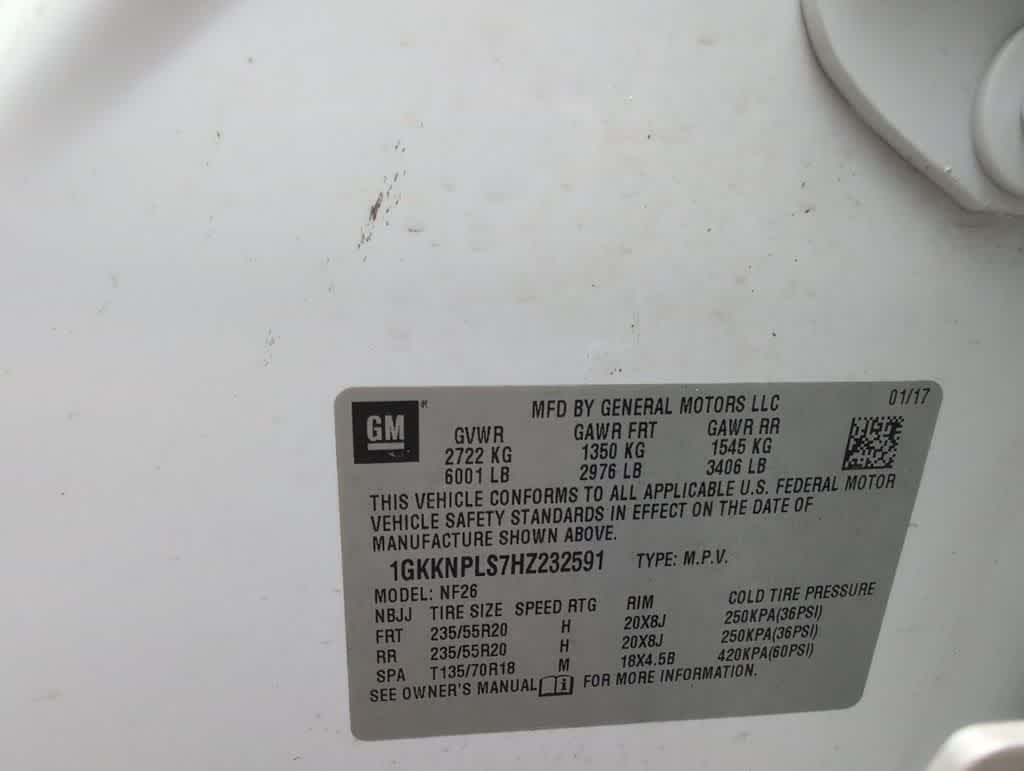 GM
MFD BY GENERAL MOTORS LLC 01/17
GVWR GAWR FRT GAWR RR
2722 KG 1350 KG 1545 KG
6001 LB 2976 LB 3406 LB
THIS VEHICLE CONFORMS TO ALL APPLICABLE U.S. FEDERAL MOTOR
VEHICLE SAFETY STANDARDS IN EFFECT ON THE DATE OF
MANUFACTURE SHOWN ABOVE.
1GKKNPLS7HZ232591 TYPE: M.P.V.
MODEL: NF26
NBJJ TIRE SIZE SPEED RTG RIM COLD TIRE PRESSURE
FRT 235/55R20 H 20X8J 250KPA(36PSI)
RR 235/55R20 H 20X8J 250KPA(36PSI)
SPA T135/70R18 M 18X4.5B 420KPA(60PSI)
SEE OWNER'S MANUAL i FOR MORE INFORMATION.